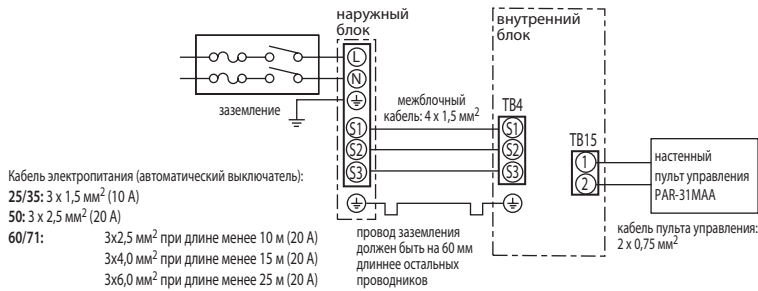 наружный
блок
внутренний
блок
L
N
заземление
межблочный
кабель: 4 x 1,5 мм²
S1
S2
S3
TB4
S1
S2
S3
TB15
1
2
настенный
пульт управления
PAR-31MAA
кабель пульта управления:
2 x 0,75 мм²
провод заземления
должен быть на 60 мм
длиннее остальных
проводников
Кабель электропитания (автоматический выключатель):
25/35: 3 x 1,5 мм² (10 А)
50: 3 x 2,5 мм² (20 А)
60/71: 3x2,5 мм² при длине менее 10 м (20 А)
3x4,0 мм² при длине менее 15 м (20 А)
3x6,0 мм² при длине менее 25 м (20 А)